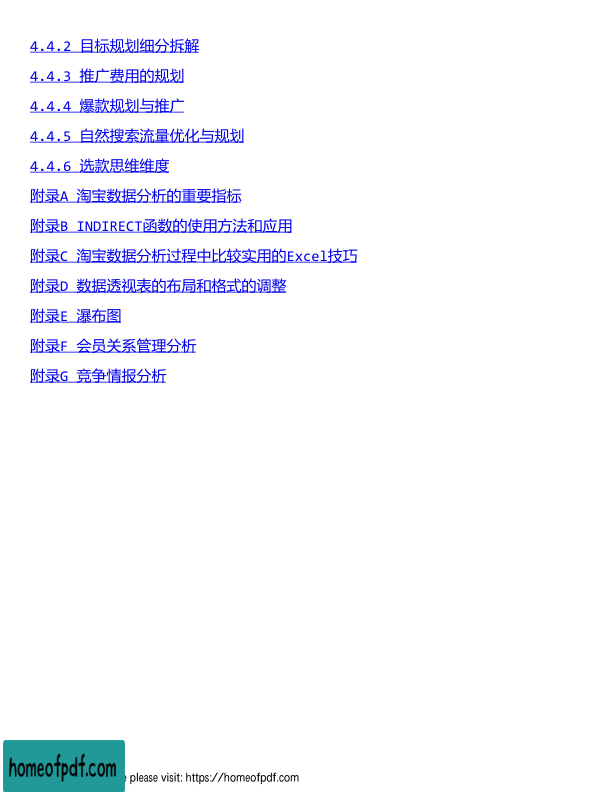 4.4.2 目标规划细分拆解
4.4.3 推广费用的规划
4.4.4 爆款规划与推广
4.4.5 自然搜索流量优化与规划
4.4.6 选款思维维度
附录A 淘宝数据分析的重要指标
附录B INDIRECT函数的使用方法和应用
附录C 淘宝数据分析过程中比较实用的Excel技巧
附录D 数据透视表的布局和格式的调整
附录E 瀑布图
附录F 会员关系管理分析
附录G 竞争情报分析
homeofpdf.com
please visit: https://homeofpdf.com